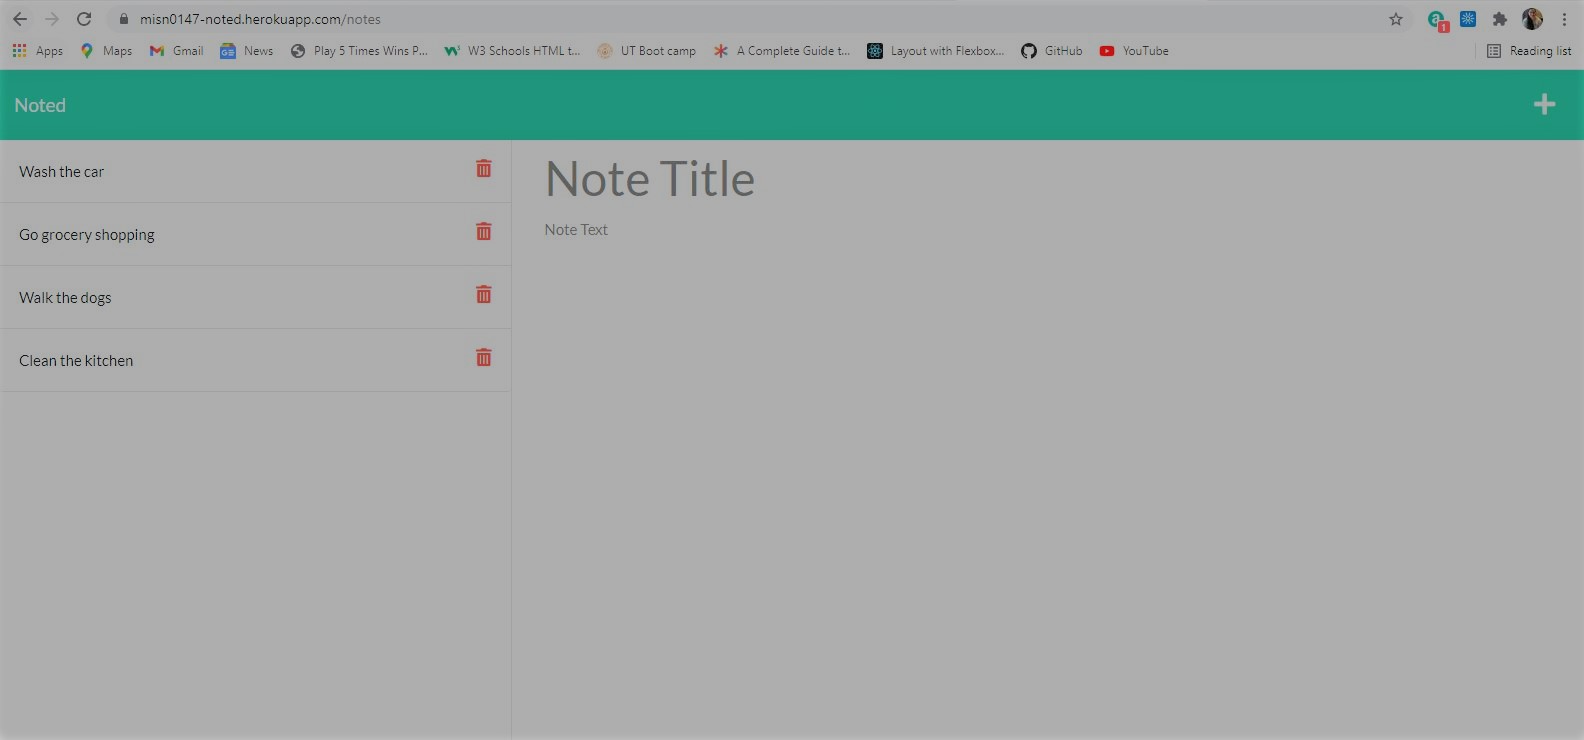 misn0147-noted.herokuapp.com/notes
1
Apps Maps Gmail News Play 5 Times Wins P... W3 Schools HTML t... UT Boot camp A Complete Guide t... Layout with Flexbox... GitHub YouTube Reading list
Noted
Wash the car
Go grocery shopping
Walk the dogs
Clean the kitchen
Note Title
Note Text